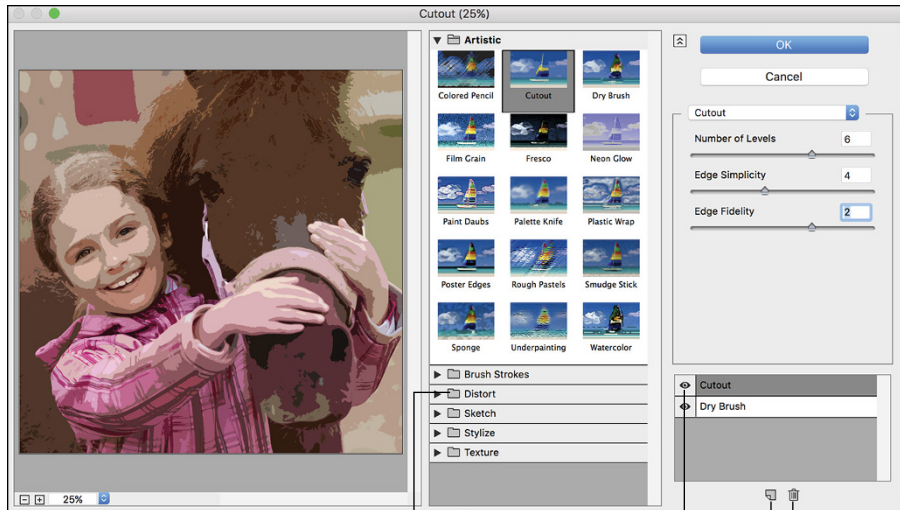 Cutout (25%)
Artistic
Colored Pencil
Cutout
Dry Brush
Film Grain
Fresco
Neon Glow
Paint Daubs
Palette Knife
Plastic Wrap
Poster Edges
Rough Pastels
Smudge Stick
Sponge
Underpainting
Watercolor
Brush Strokes
Distort
Sketch
Stylize
Texture
25%
OK
Cancel
Cutout
Number of Levels 6
Edge Simplicity 4
Edge Fidelity 2
Cutout
Dry Brush